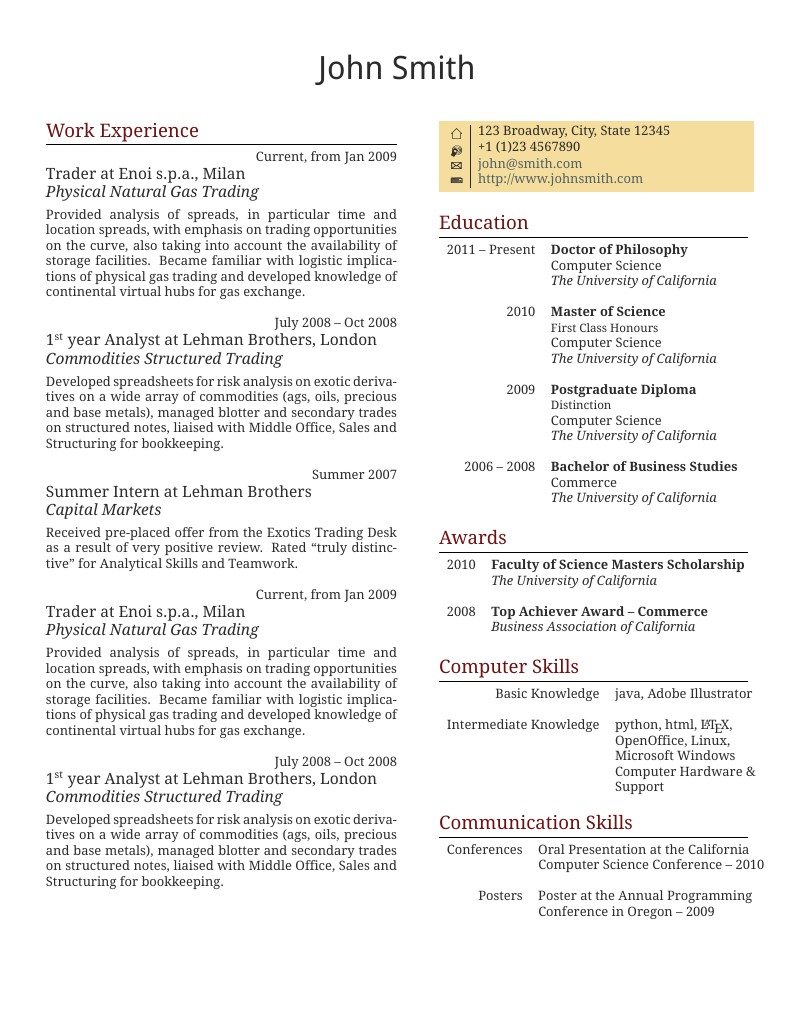 John Smith
Work Experience
Current, from Jan 2009
Trader at Enoi s.p.a., Milan
Physical Natural Gas Trading
Provided analysis of spreads, in particular time and
location spreads, with emphasis on trading opportunities
on the curve, also taking into account the availability of
storage facilities. Became familiar with logistic implica-
tions of physical gas trading and developed knowledge of
continental virtual hubs for gas exchange.
July 2008 – Oct 2008
1st year Analyst at Lehman Brothers, London
Commodities Structured Trading
Developed spreadsheets for risk analysis on exotic deriva-
tives on a wide array of commodities (ags, oils, precious
and base metals), managed blotter and secondary trades
on structured notes, liaised with Middle Office, Sales and
Structuring for bookkeeping.
Summer 2007
Summer Intern at Lehman Brothers
Capital Markets
Received pre-placed offer from the Exotics Trading Desk
as a result of very positive review. Rated “truly distinc-
tive” for Analytical Skills and Teamwork.
Current, from Jan 2009
Trader at Enoi s.p.a., Milan
Physical Natural Gas Trading
Provided analysis of spreads, in particular time and
location spreads, with emphasis on trading opportunities
on the curve, also taking into account the availability of
storage facilities. Became familiar with logistic implica-
tions of physical gas trading and developed knowledge of
continental virtual hubs for gas exchange.
July 2008 – Oct 2008
1st year Analyst at Lehman Brothers, London
Commodities Structured Trading
Developed spreadsheets for risk analysis on exotic deriva-
tives on a wide array of commodities (ags, oils, precious
and base metals), managed blotter and secondary trades
on structured notes, liaised with Middle Office, Sales and
Structuring for bookkeeping.
123 Broadway, City, State 12345
+1 (1)23 4567890
john@smith.com
http://www.johnsmith.com
Education
2011 – Present Doctor of Philosophy
Computer Science
The University of California
2010 Master of Science
First Class Honours
Computer Science
The University of California
2009 Postgraduate Diploma
Distinction
Computer Science
The University of California
2006 – 2008 Bachelor of Business Studies
Commerce
The University of California
Awards
2010 Faculty of Science Masters Scholarship
The University of California
2008 Top Achiever Award – Commerce
Business Association of California
Computer Skills
Basic Knowledge java, Adobe Illustrator
Intermediate Knowledge python, html, LATEX,
OpenOffice, Linux,
Microsoft Windows
Computer Hardware &
Support
Communication Skills
Conferences Oral Presentation at the California
Computer Science Conference – 2010
Posters Poster at the Annual Programming
Conference in Oregon – 2009